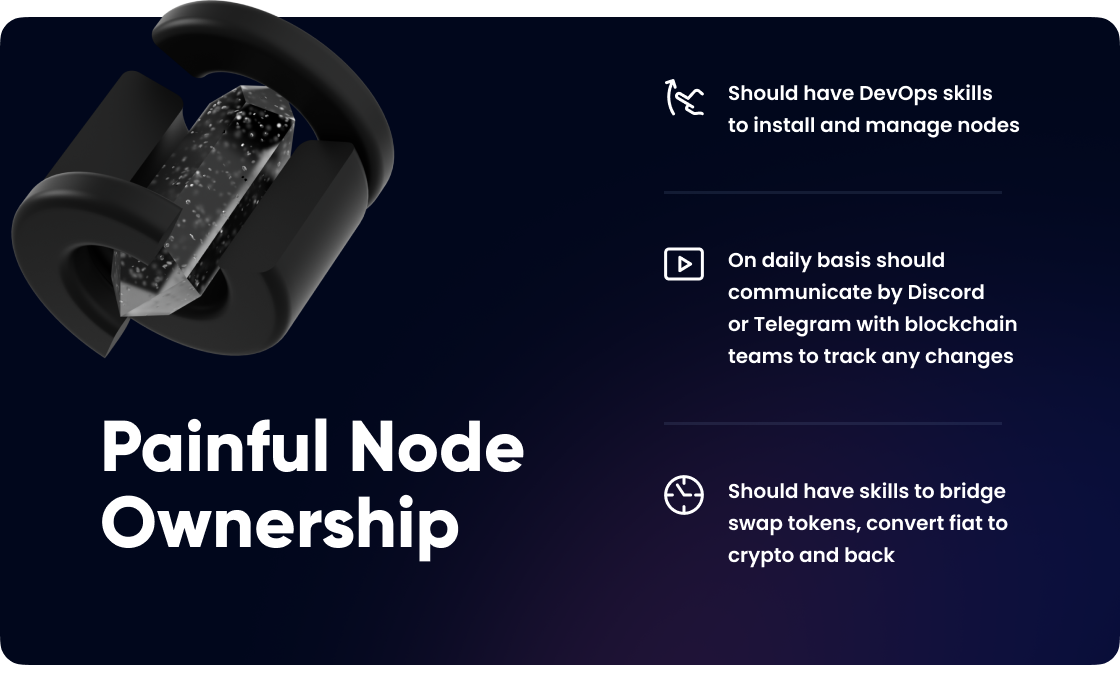 Painful Node
Ownership
Should have DevOps skills
to install and manage nodes
On daily basis should
communicate by Discord
or Telegram with blockchain
teams to track any changes
Should have skills to bridge
swap tokens, convert fiat to
crypto and back